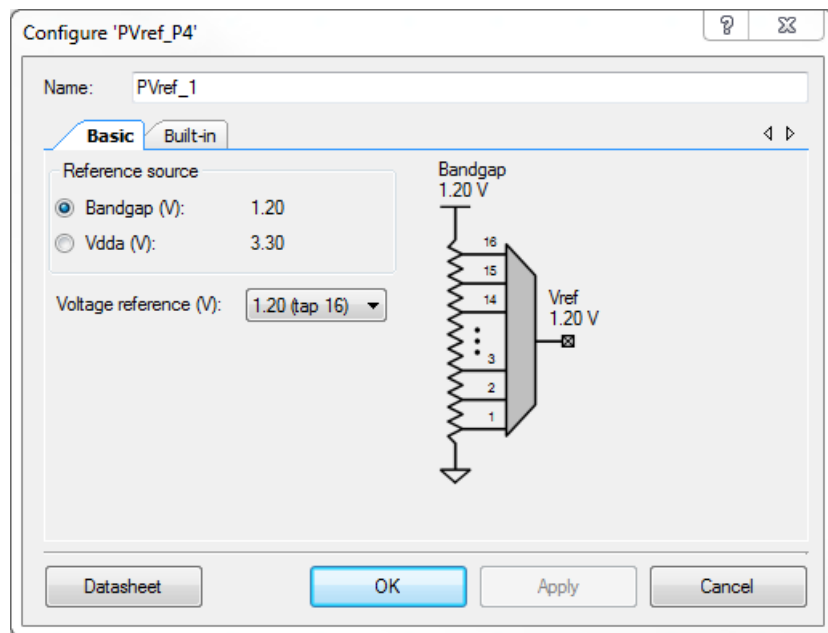 Configure 'PVref_P4'
Name: PVref_1
Basic Built-in
Reference source
Bandgap (V): 1.20
Vdda (V): 3.30
Voltage reference (V): 1.20 (tap 16)
Bandgap
1.20 V
16
15
14
3
2
1
Vref
1.20 V
Datasheet OK Apply Cancel